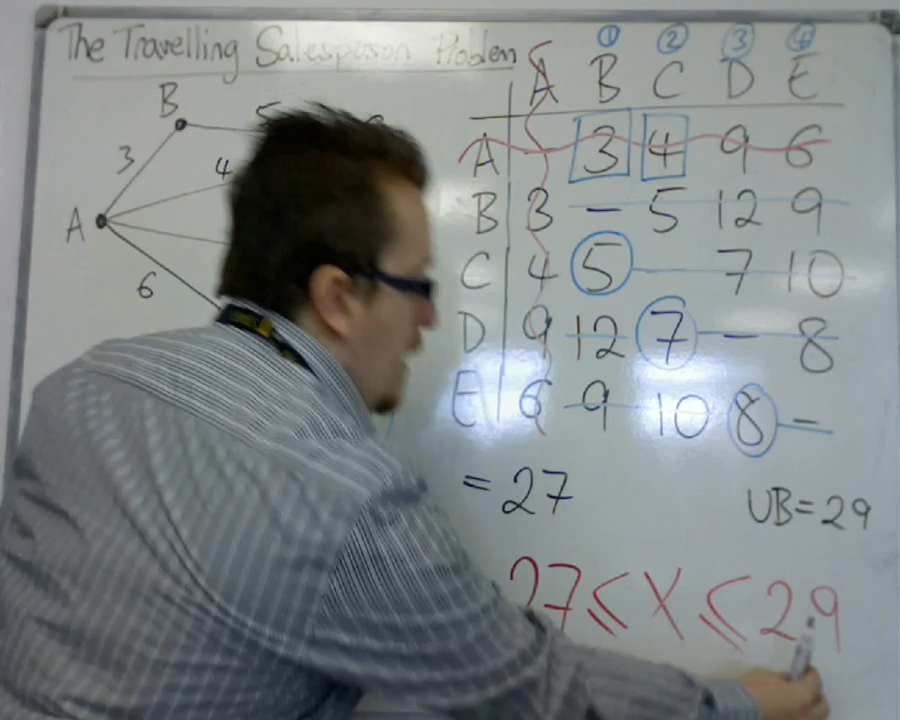 The Travelling Salesperson Problem
① ② ③ ④
A B C D E
A - 3 4 9 6
B 3 - 5 12 9
C 4 5 - 7 10
D 9 12 7 - 8
E 6 9 10 8 -
B
5
3
4
A
6
= 27
UB = 29
27 ≤ X ≤ 29